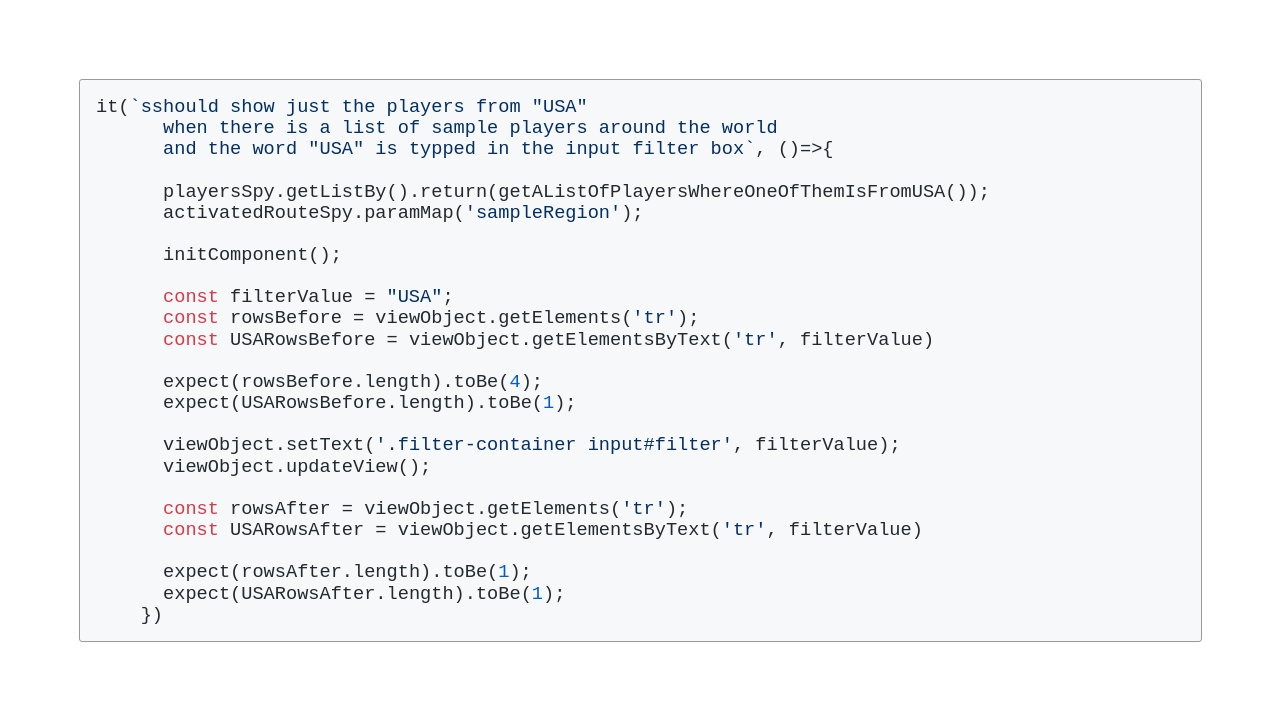 it(`sshould show just the players from "USA"
      when there is a list of sample players around the world
      and the word "USA" is typped in the input filter box`, ()=>{

      playersSpy.getListBy().return(getAListOfPlayersWhereOneOfThemIsFromUSA());
      activatedRouteSpy.paramMap('sampleRegion');

      initComponent();

      const filterValue = "USA";
      const rowsBefore = viewObject.getElements('tr');
      const USARowsBefore = viewObject.getElementsByText('tr', filterValue)

      expect(rowsBefore.length).toBe(4);
      expect(USARowsBefore.length).toBe(1);

      viewObject.setText('.filter-container input#filter', filterValue);
      viewObject.updateView();

      const rowsAfter = viewObject.getElements('tr');
      const USARowsAfter = viewObject.getElementsByText('tr', filterValue)

      expect(rowsAfter.length).toBe(1);
      expect(USARowsAfter.length).toBe(1);
    })